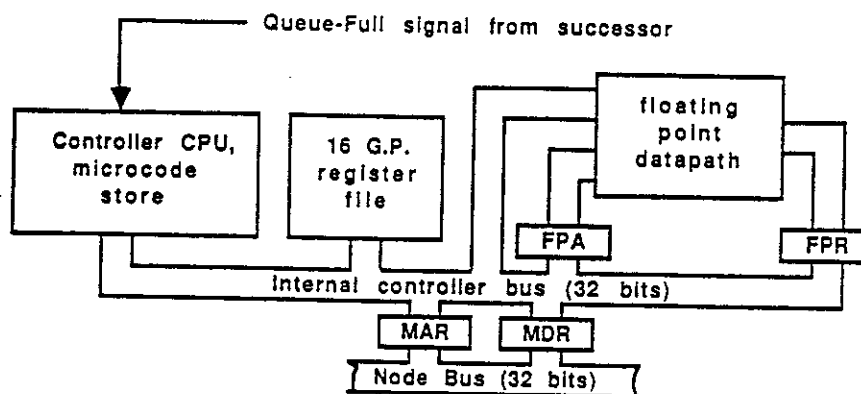 Queue-Full signal from successor
Controller CPU,
microcode
store
16 G.P.
register
file
floating
point
datapath
FPA
FPR
Internal controller bus (32 bits)
MAR
MDR
Node Bus (32 bits)